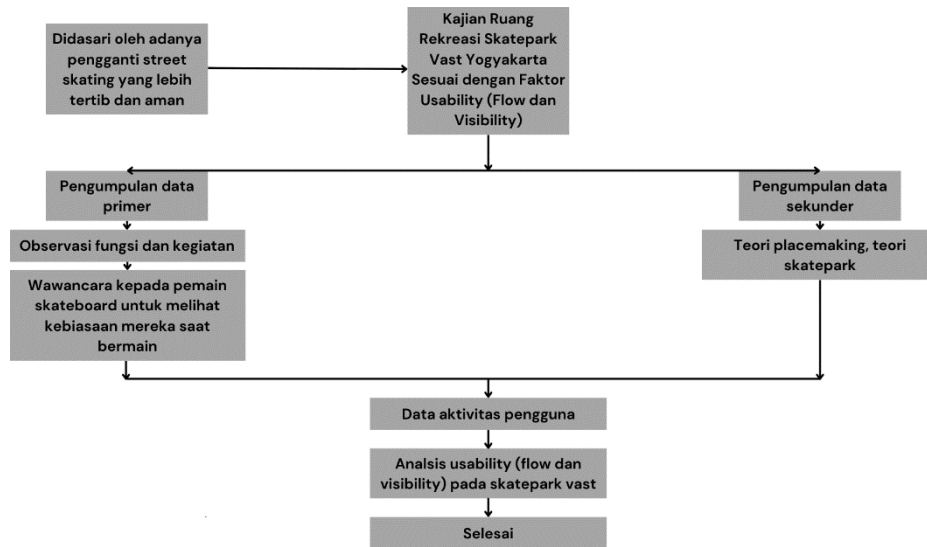 Didasari oleh adanya
pengganti street
skating yang lebih
tertib dan aman
Kajian Ruang
Rekreasi Skatepark
Vast Yogyakarta
Sesuai dengan Faktor
Usability (Flow dan
Visibility)
Pengumpulan data
primer
Pengumpulan data
sekunder
Observasi fungsi dan kegiatan
Teori placemaking, teori
skatepark
Wawancara kepada pemain
skateboard untuk melihat
kebiasaan mereka saat
bermain
Data aktivitas pengguna
Analsis usability (flow dan
visibility) pada skatepark vast
Selesai